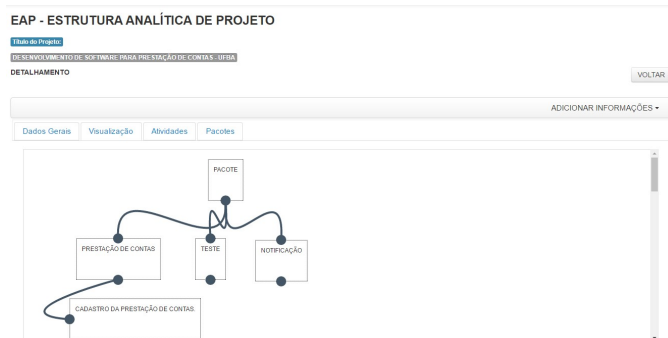 EAP - ESTRUTURA ANALÍTICA DE PROJETO
Título do Projeto:
DESENVOLVIMENTO DE SOFTWARE PARA PRESTAÇÃO DE CONTAS - UFBA
DETALHAMENTO
VOLTAR
ADICIONAR INFORMAÇÕES
Dados Gerais Visualização Atividades Pacotes
PACOTE
PRESTAÇÃO DE CONTAS TESTE NOTIFICAÇÃO
CADASTRO DA PRESTAÇÃO DE CONTAS